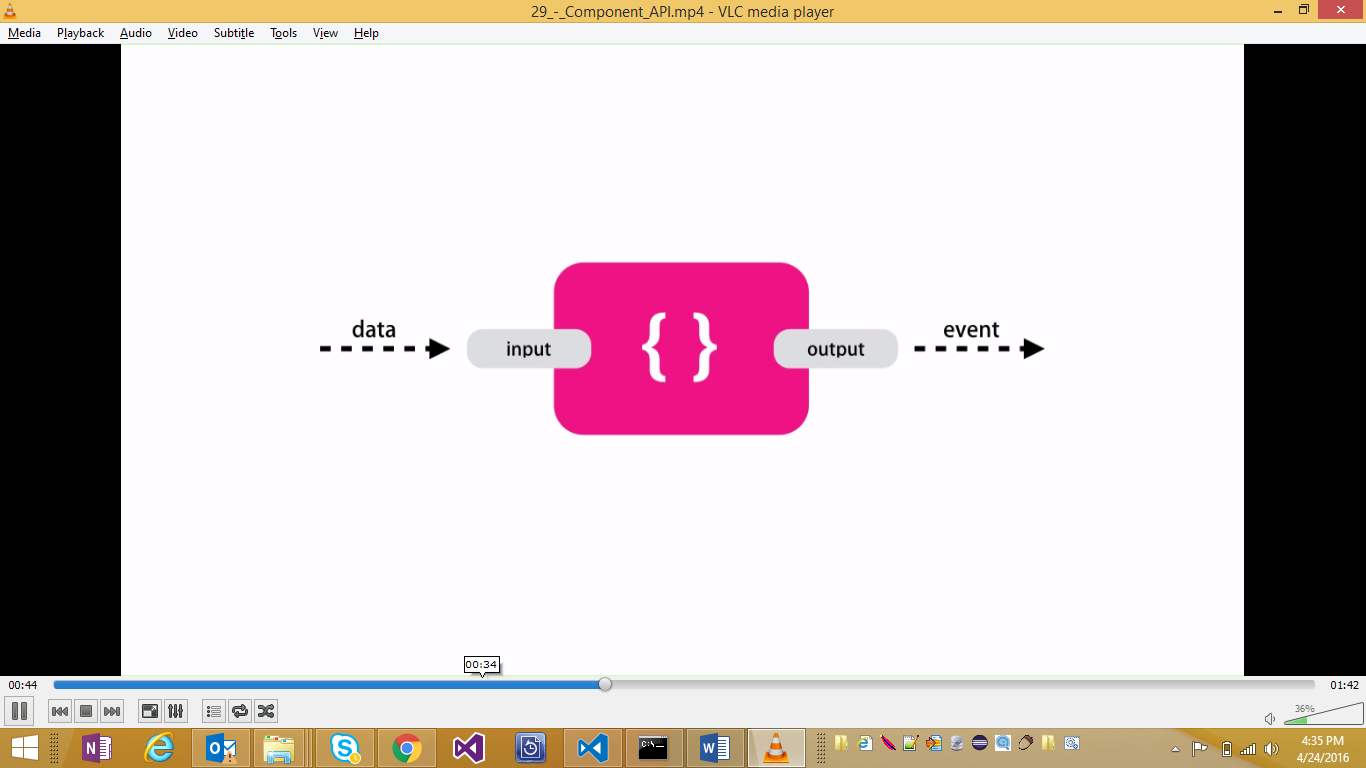 29_-_Component_API.mp4 - VLC media player
Media Playback Audio Video Subtitle Tools View Help
data
input
{ }
output
event
00:34
00:44
01:42
36%
N
O
S
C:\_
W
4:35 PM
4/24/2016